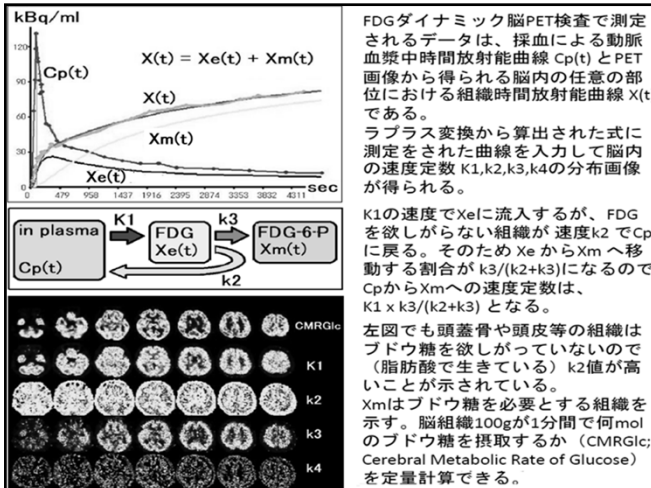 kBq/ml
130
Cp(t)
X(t) = Xe(t) + Xm(t)
90
X(t)
60
Xm(t)
30
Xe(t)
0
0 479 958 1437 1916 2395 2874 3353 3832 4311 sec
in plasma
Cp(t)
K1
FDG
Xe(t)
k3
FDG-6-P
Xm(t)
k2
CMRGlc
K1
k2
k3
k4
FDGダイナミック脳PET検査で測定
されるデータは、採血による動脈
血漿中時間放射能曲線 Cp(t) とPET
画像から得られる脳内の任意の部
位における組織時間放射能曲線 X(t)
である。
ラプラス変換から算出された式に
測定をされた曲線を入力して脳内
の速度定数 K1,k2,k3,k4の分布画像
が得られる。
K1の速度でXeに流入するが、FDG
を欲しがらない組織が 速度k2 でCp
に戻る。そのため Xe からXm へ移
動する割合が k3/(k2+k3)になるので
CpからXmへの速度定数は、
K1 x k3/(k2+k3) となる。
左図でも頭蓋骨や頭皮等の組織は
ブドウ糖を欲しがっていないので
（脂肪酸で生きている）k2値が高
いことが示されている。
Xmはブドウ糖を必要とする組織を
示す。脳組織100gが1分間で何mol
のブドウ糖を摂取するか（CMRGlc;
Cerebral Metabolic Rate of Glucose）
を定量計算できる。